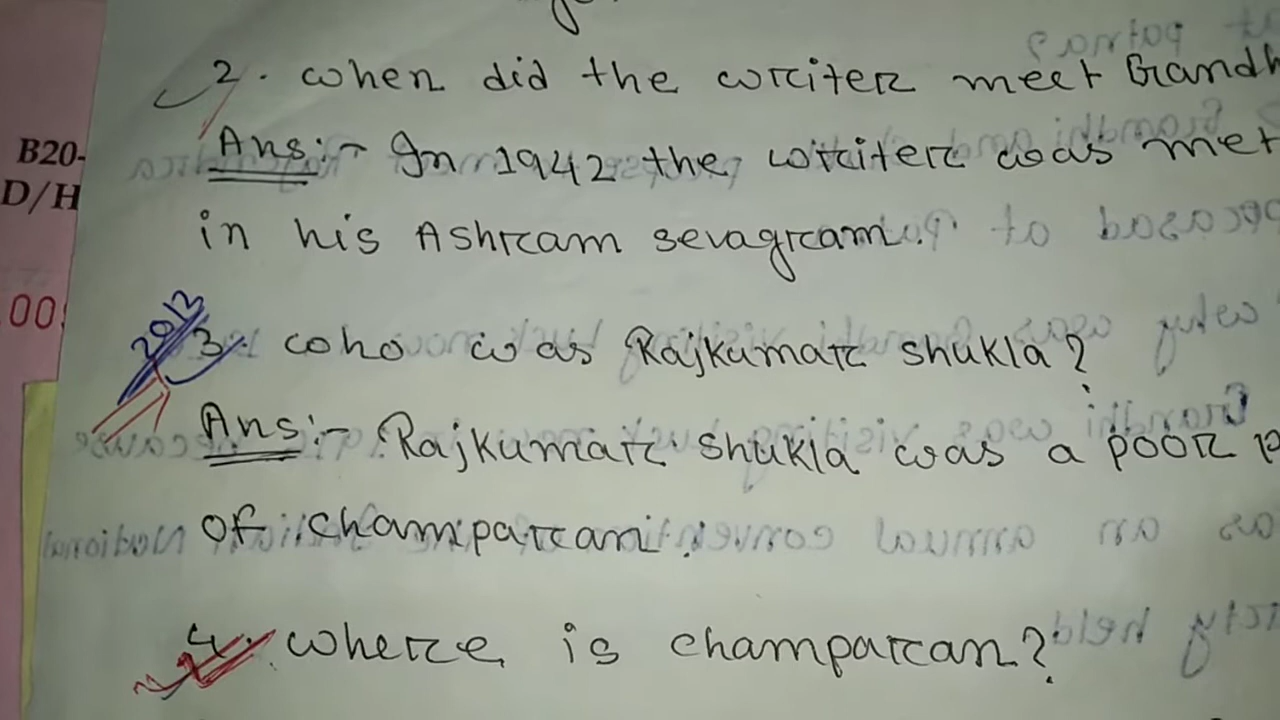 2. When did the writer meet Gandh
Ans:- In 1942 the writer was met
in his Ashram sevagram.
2012
3. who was Rajkumar shukla?
Ans:- Rajkumar shukla was a poor p
of champaran.
4. where is champaran?
B20-
D/H
00